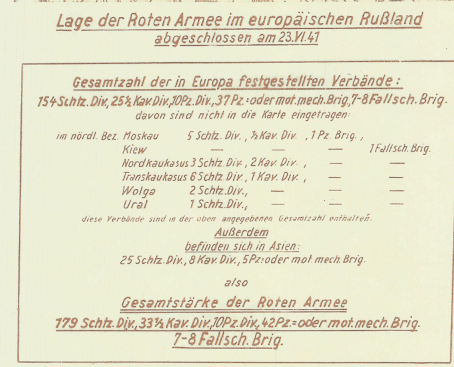 Lage der Roten Armee im europäischen Rußland
abgeschlossen am 23.VI.41
Gesamtzahl der in Europa festgestellten Verbände:
154 Schtz. Div, 25½ Kav. Div, 10Pz. Div., 37 Pz.= oder mot. mech. Brig, 7-8 Fallsch. Brig.
davon sind nicht in die Karte eingetragen:
im nördl. Bez. Moskau 5 Schtz. Div., ½ Kav. Div., 1 Pz. Brig.,
Kiew — — — 1 Fallsch. Brig.
Nordkaukasus 3 Schtz. Div., 2 Kav. Div., — —
Transkaukasus 6 Schtz. Div., 1 Kav. Div., — —
Wolga 2 Schtz. Div., — — —
Ural 1 Schtz. Div., — — —
diese Verbände sind in der oben angegebenen Gesamtzahl enthalten.
Außerdem
befinden sich in Asien:
25 Schtz. Div., 8 Kav. Div., 5 Pz= oder mot. mech. Brig.
also
Gesamtstärke der Roten Armee
179 Schtz. Div, 33½ Kav. Div, 10Pz. Div, 42 Pz.= oder mot. mech. Brig.
7-8 Fallsch. Brig.